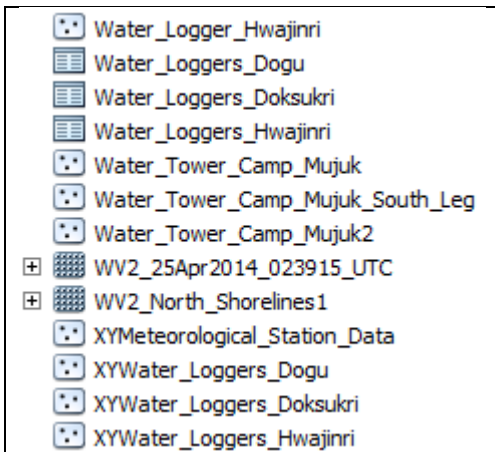 Water_Logger_Hwajinri
Water_Loggers_Dogu
Water_Loggers_Doksukri
Water_Loggers_Hwajinri
Water_Tower_Camp_Mujuk
Water_Tower_Camp_Mujuk_South_Leg
Water_Tower_Camp_Mujuk2
WV2_25Apr2014_023915_UTC
WV2_North_Shorelines1
XYMeteorological_Station_Data
XYWater_Loggers_Dogu
XYWater_Loggers_Doksukri
XYWater_Loggers_Hwajinri